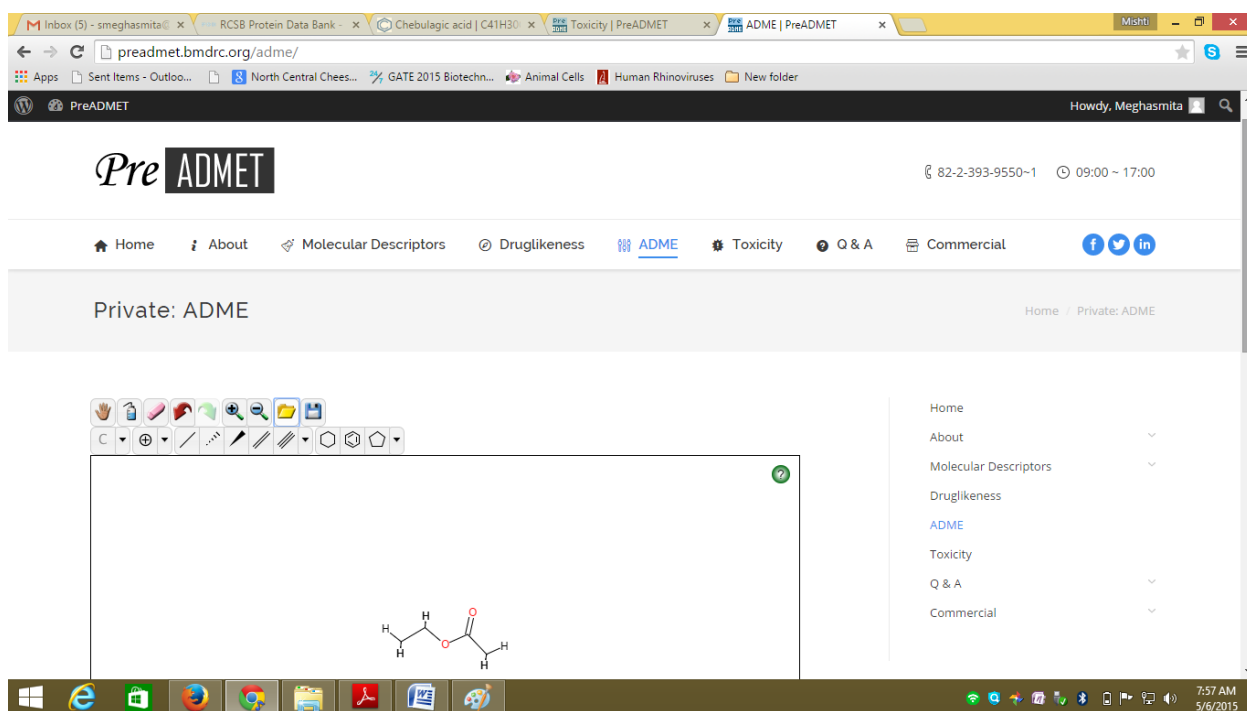 Inbox (5) - smeghasmita RCSB Protein Data Bank - Chebulagic acid | C41H30 Toxicity | PreADMET ADME | PreADMET Mishti
preadmet.bmdrc.org/adme/
Apps Sent Items - Outloo... North Central Chees... GATE 2015 Biotechn... Animal Cells Human Rhinoviruses New folder
PreADMET Howdy, Meghasmita
Pre ADMET
82-2-393-9550~1 09:00 ~ 17:00
Home About Molecular Descriptors Druglikeness ADME Toxicity Q & A Commercial
Private: ADME Home / Private: ADME
C
Home
About
Molecular Descriptors
Druglikeness
ADME
Toxicity
Q & A
Commercial
H O
H
O
H
H
H
7:57 AM
5/6/2015